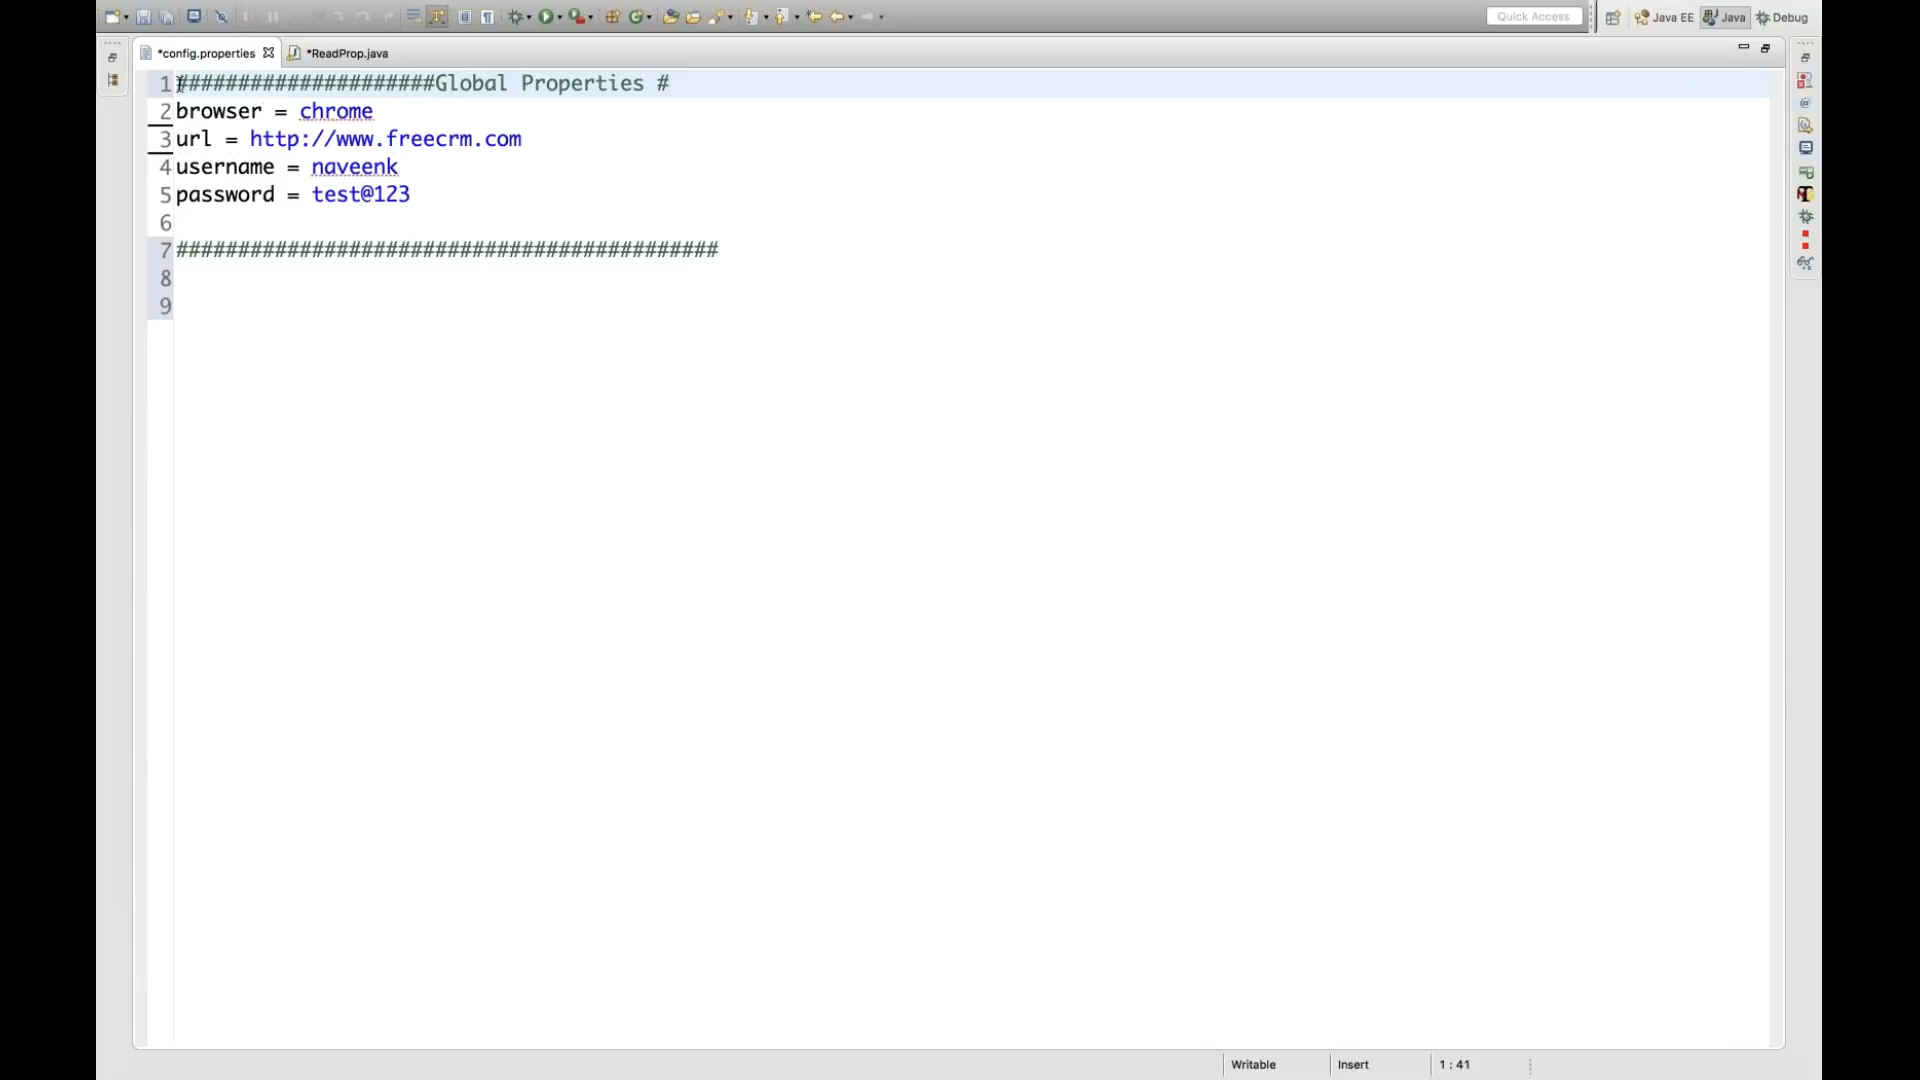 Quick Access
Java EE
Java
Debug
*config.properties
*ReadProp.java
1 #####################Global Properties #
2 browser = chrome
3 url = http://www.freecrm.com
4 username = naveenk
5 password = test@123
6
7 ############################################
8
9
Writable
Insert
1 : 41